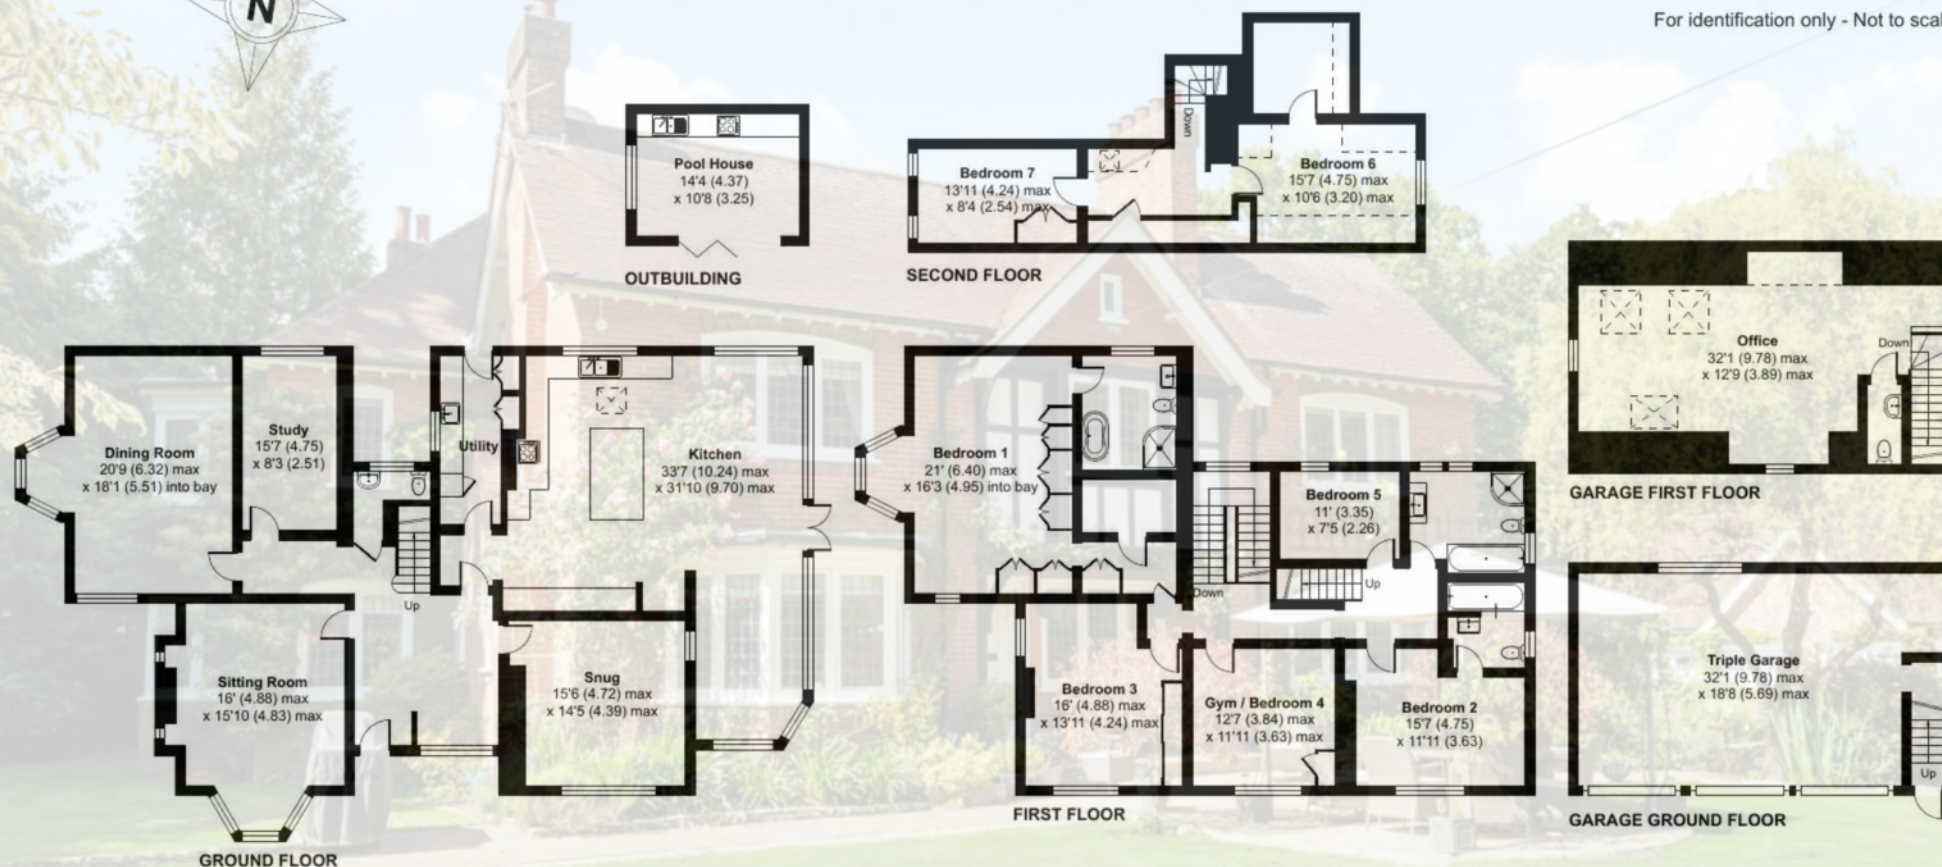 N
For identification only - Not to scal
Pool House
14'4 (4.37)
x 10'8 (3.25)
OUTBUILDING
Down
Bedroom 7
13'11 (4.24) max
x 8'4 (2.54) max
Bedroom 6
15'7 (4.75) max
x 10'6 (3.20) max
SECOND FLOOR
Office
32'1 (9.78) max
x 12'9 (3.89) max
Down
GARAGE FIRST FLOOR
Dining Room
20'9 (6.32) max
x 18'1 (5.51) into bay
Study
15'7 (4.75)
x 8'3 (2.51)
Utility
Kitchen
33'7 (10.24) max
x 31'10 (9.70) max
Up
Sitting Room
16' (4.88) max
x 15'10 (4.83) max
Snug
15'6 (4.72) max
x 14'5 (4.39) max
GROUND FLOOR
Bedroom 1
21' (6.40) max
x 16'3 (4.95) into bay
Bedroom 5
11' (3.35)
x 7'5 (2.26)
Up
Down
Bedroom 3
16' (4.88) max
x 13'11 (4.24) max
Gym / Bedroom 4
12'7 (3.84) max
x 11'11 (3.63) max
Bedroom 2
15'7 (4.75)
x 11'11 (3.63)
FIRST FLOOR
Triple Garage
32'1 (9.78) max
x 18'8 (5.69) max
Up
GARAGE GROUND FLOOR